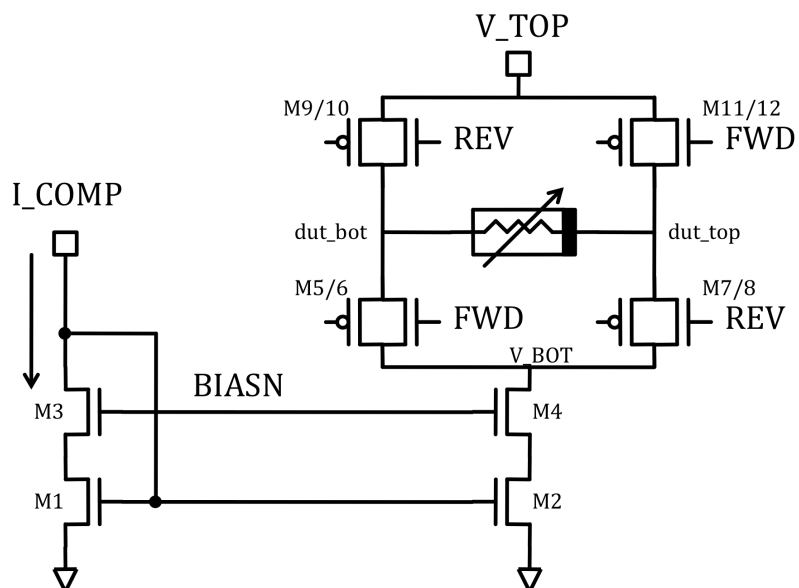 V_TOP
M9/10
REV
M11/12
FWD
I_COMP
dut_bot
dut_top
M5/6
FWD
M7/8
REV
V_BOT
BIASN
M3
M4
M1
M2